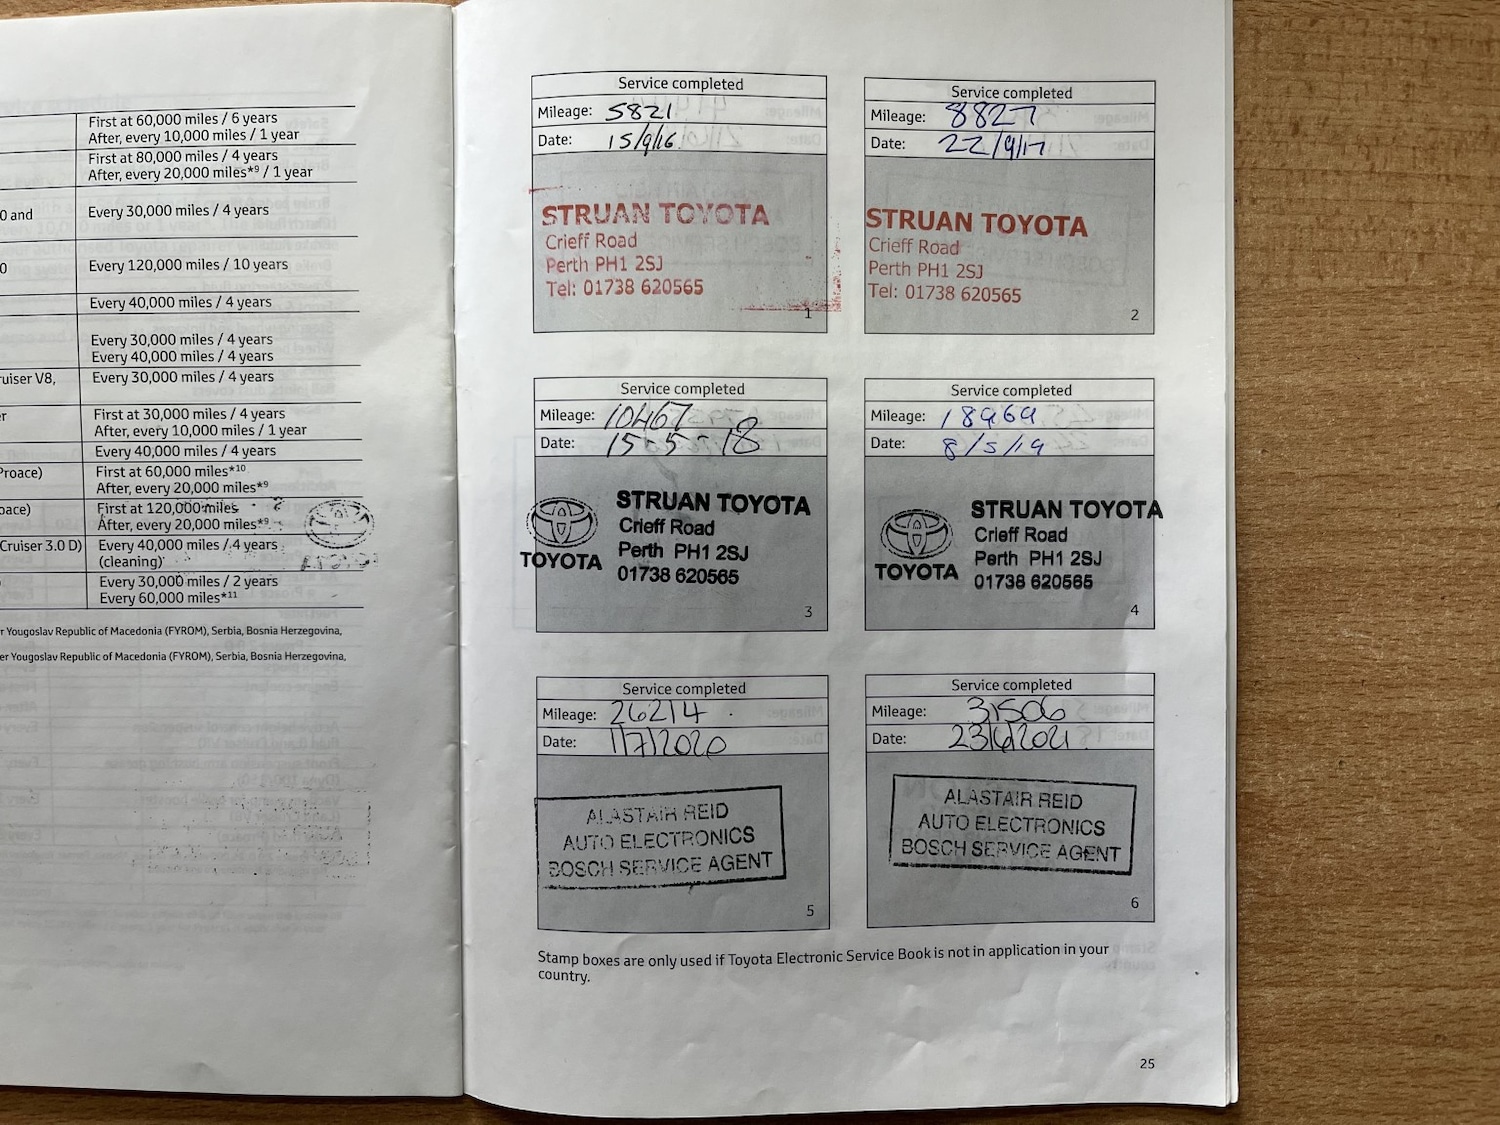 First at 60,000 miles / 6 years
After, every 10,000 miles / 1 year
First at 80,000 miles / 4 years
After, every 20,000 miles*9 / 1 year
0 and
Every 30,000 miles / 4 years
0
Every 120,000 miles / 10 years
Every 40,000 miles / 4 years
Every 30,000 miles / 4 years
Every 40,000 miles / 4 years
ruiser V8,
Every 30,000 miles / 4 years
er
First at 30,000 miles / 4 years
After, every 10,000 miles / 1 year
Every 40,000 miles / 4 years
Proace)
First at 60,000 miles*10
After, every 20,000 miles*9
oace)
First at 120,000 miles
After, every 20,000 miles*9
Cruiser 3.0 D)
Every 40,000 miles / 4 years
(cleaning)
Every 30,000 miles / 2 years
Every 60,000 miles*11
r Yougoslav Republic of Macedonia (FYROM), Serbia, Bosnia Herzegovina,
er Yougoslav Republic of Macedonia (FYROM), Serbia, Bosnia Herzegovina,
Service completed
Mileage: 5821
Date: 15/9/16
STRUAN TOYOTA
Crieff Road
Perth PH1 2SJ
Tel: 01738 620565
1
Service completed
Mileage: 8827
Date: 22/9/17
STRUAN TOYOTA
Crieff Road
Perth PH1 2SJ
Tel: 01738 620565
2
Service completed
Mileage: 10467
Date: 15-5-18
TOYOTA
STRUAN TOYOTA
Crieff Road
Perth PH1 2SJ
01738 620565
3
Service completed
Mileage: 18969
Date: 8/5/19
TOYOTA
STRUAN TOYOTA
Crieff Road
Perth PH1 2SJ
01738 620565
4
Service completed
Mileage: 26214
Date: 1/7/2020
ALASTAIR REID
AUTO ELECTRONICS
BOSCH SERVICE AGENT
5
Service completed
Mileage: 31506
Date: 23/6/2021
ALASTAIR REID
AUTO ELECTRONICS
BOSCH SERVICE AGENT
6
Stamp boxes are only used if Toyota Electronic Service Book is not in application in your
country.
25